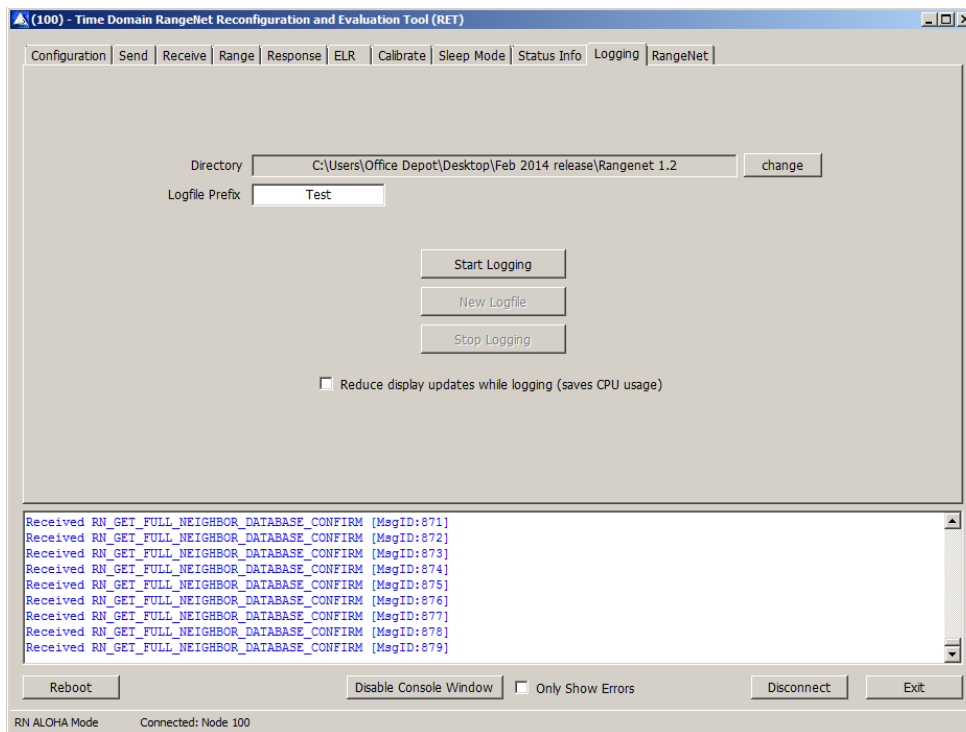 (100) - Time Domain RangeNet Reconfiguration and Evaluation Tool (RET)
Configuration Send Receive Range Response ELR Calibrate Sleep Mode Status Info Logging RangeNet
Directory C:\Users\Office Depot\Desktop\Feb 2014 release\Rangenet 1.2 change
Logfile Prefix Test
Start Logging
New Logfile
Stop Logging
Reduce display updates while logging (saves CPU usage)
Received RN_GET_FULL_NEIGHBOR_DATABASE_CONFIRM [MsgID:871]
Received RN_GET_FULL_NEIGHBOR_DATABASE_CONFIRM [MsgID:872]
Received RN_GET_FULL_NEIGHBOR_DATABASE_CONFIRM [MsgID:873]
Received RN_GET_FULL_NEIGHBOR_DATABASE_CONFIRM [MsgID:874]
Received RN_GET_FULL_NEIGHBOR_DATABASE_CONFIRM [MsgID:875]
Received RN_GET_FULL_NEIGHBOR_DATABASE_CONFIRM [MsgID:876]
Received RN_GET_FULL_NEIGHBOR_DATABASE_CONFIRM [MsgID:877]
Received RN_GET_FULL_NEIGHBOR_DATABASE_CONFIRM [MsgID:878]
Received RN_GET_FULL_NEIGHBOR_DATABASE_CONFIRM [MsgID:879]
Reboot Disable Console Window Only Show Errors Disconnect Exit
RN ALOHA Mode Connected: Node 100